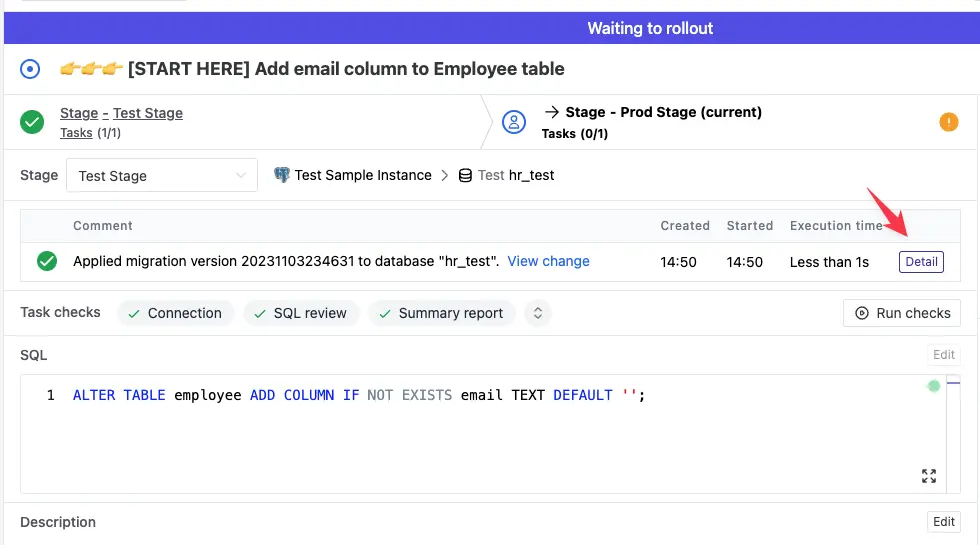 Waiting to rollout
👉👉👉 [START HERE] Add email column to Employee table
Stage - Test Stage
Tasks (1/1)
→ Stage - Prod Stage (current)
Tasks (0/1)
Stage Test Stage Test Sample Instance > Test hr_test
Comment Created Started Execution time
Applied migration version 20231103234631 to database "hr_test". View change 14:50 14:50 Less than 1s Detail
Task checks Connection SQL review Summary report Run checks
SQL Edit
1 ALTER TABLE employee ADD COLUMN IF NOT EXISTS email TEXT DEFAULT '';
Description Edit